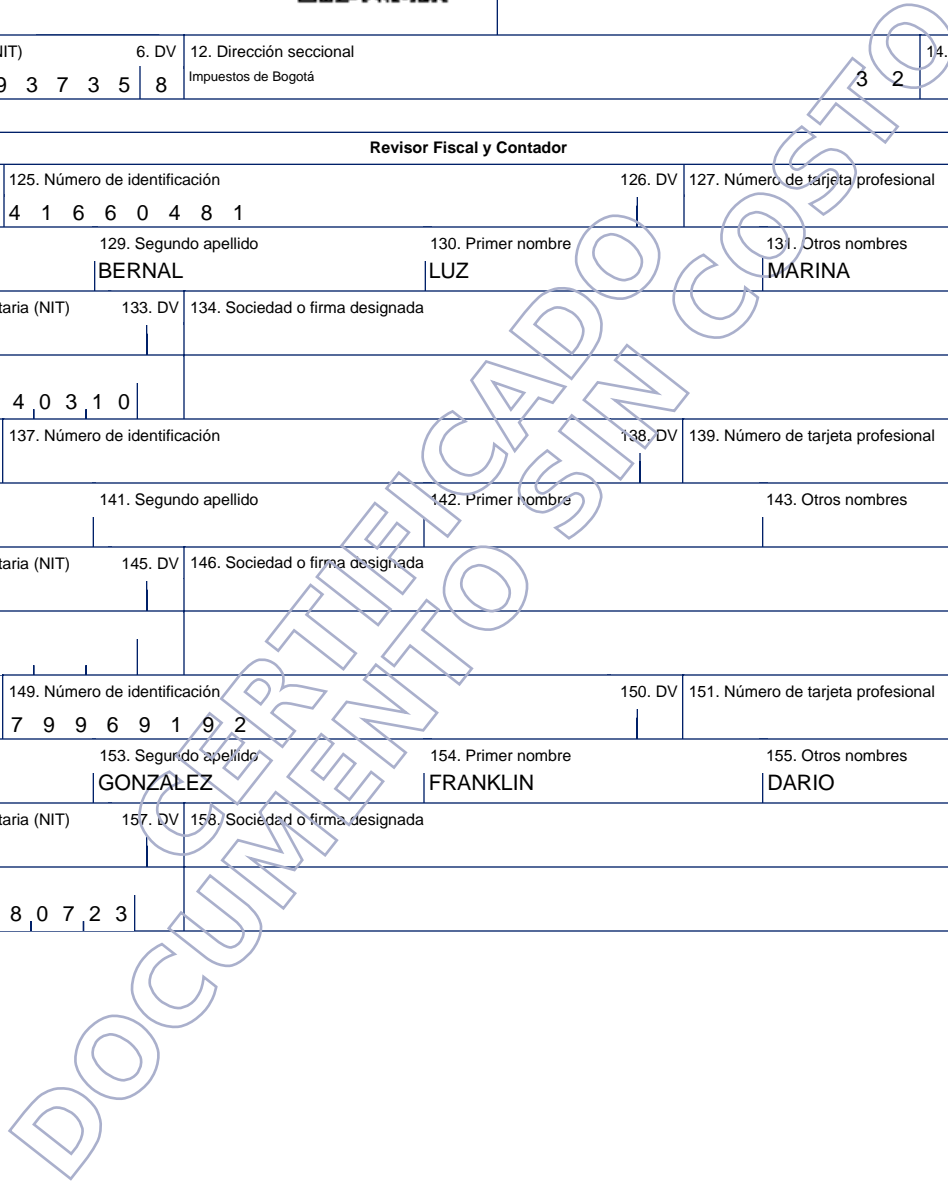 6. DV 12. Dirección seccional 14.
3 7 3 5 8 Impuestos de Bogotá 3 2
Revisor Fiscal y Contador
125. Número de identificación 126. DV 127. Número de tarjeta profesional
4 1 6 6 0 4 8 1
129. Segundo apellido 130. Primer nombre 131. Otros nombres
BERNAL LUZ MARINA
(NIT) 133. DV 134. Sociedad o firma designada
4 0 3 1 0
137. Número de identificación 138. DV 139. Número de tarjeta profesional
141. Segundo apellido 142. Primer nombre 143. Otros nombres
(NIT) 145. DV 146. Sociedad o firma designada
149. Número de identificación 150. DV 151. Número de tarjeta profesional
7 9 9 6 9 1 9 2
153. Segundo apellido 154. Primer nombre 155. Otros nombres
GONZALEZ FRANKLIN DARIO
(NIT) 157. DV 158. Sociedad o firma designada
8 0 7 2 3
CERTIFICADO
DOCUMENTO SIN COSTO